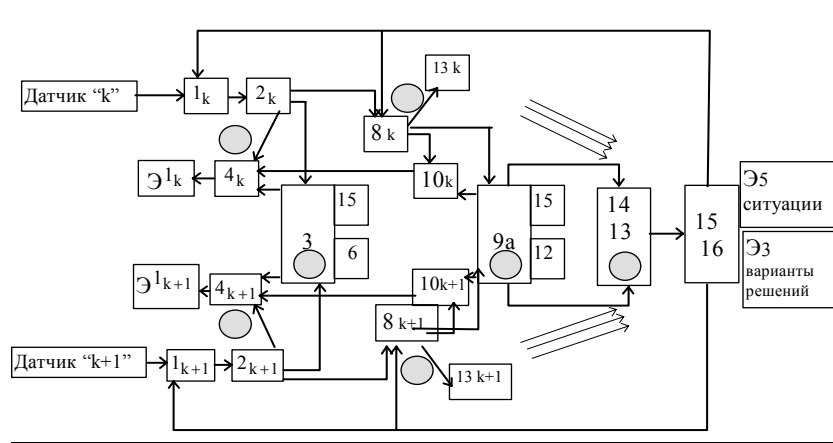 13 k
Датчик “k”
1k
2k
8 k
Э1k
4k
10k
15
3
6
9а
15
12
14
13
15
16
Э5
ситуации
Э3
варианты
решений
Э1k+1
4k+1
10k+1
8 k+1
Датчик “k+1”
1k+1
2k+1
13 k+1